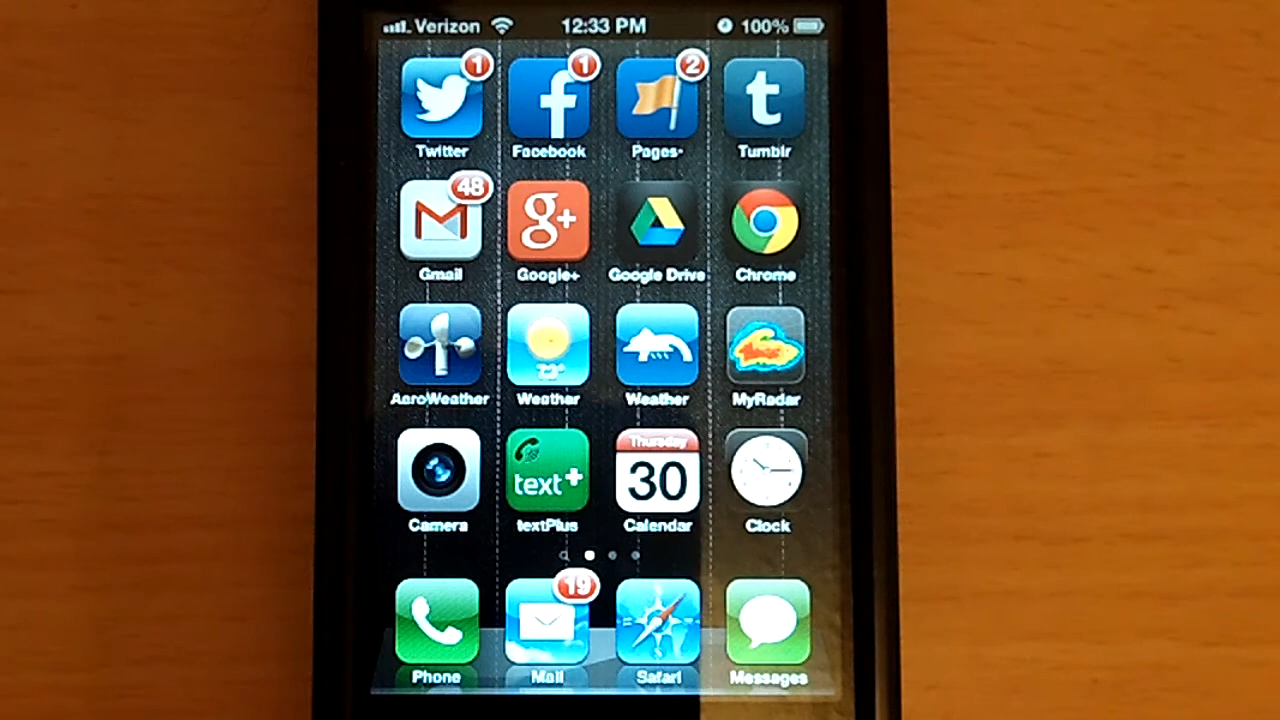 Verizon 12:33 PM 100%
1 1 2
Twitter Facebook Pages Tumblr
48
Gmail Google+ Google Drive Chrome
73°
AeroWeather Weather Weather MyRadar
Thursday
text+ 30
Camera textPlus Calendar Clock
19
Phone Mail Safari Messages